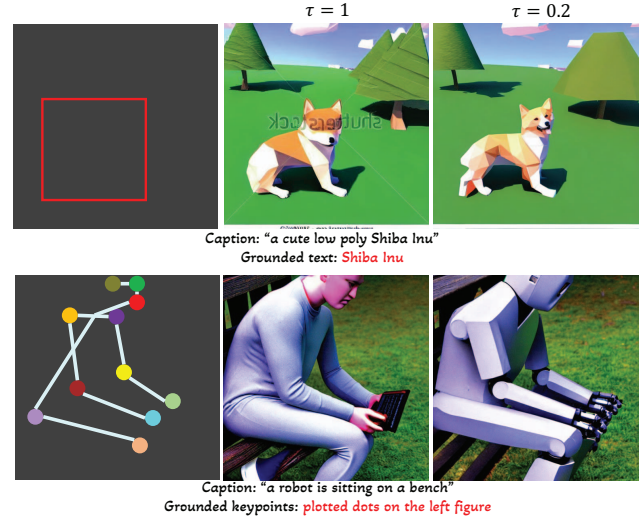 τ = 1
τ = 0.2
shutterstock
Caption: “a cute low poly Shiba Inu”
Grounded text: Shiba Inu
Caption: “a robot is sitting on a bench”
Grounded keypoints: plotted dots on the left figure